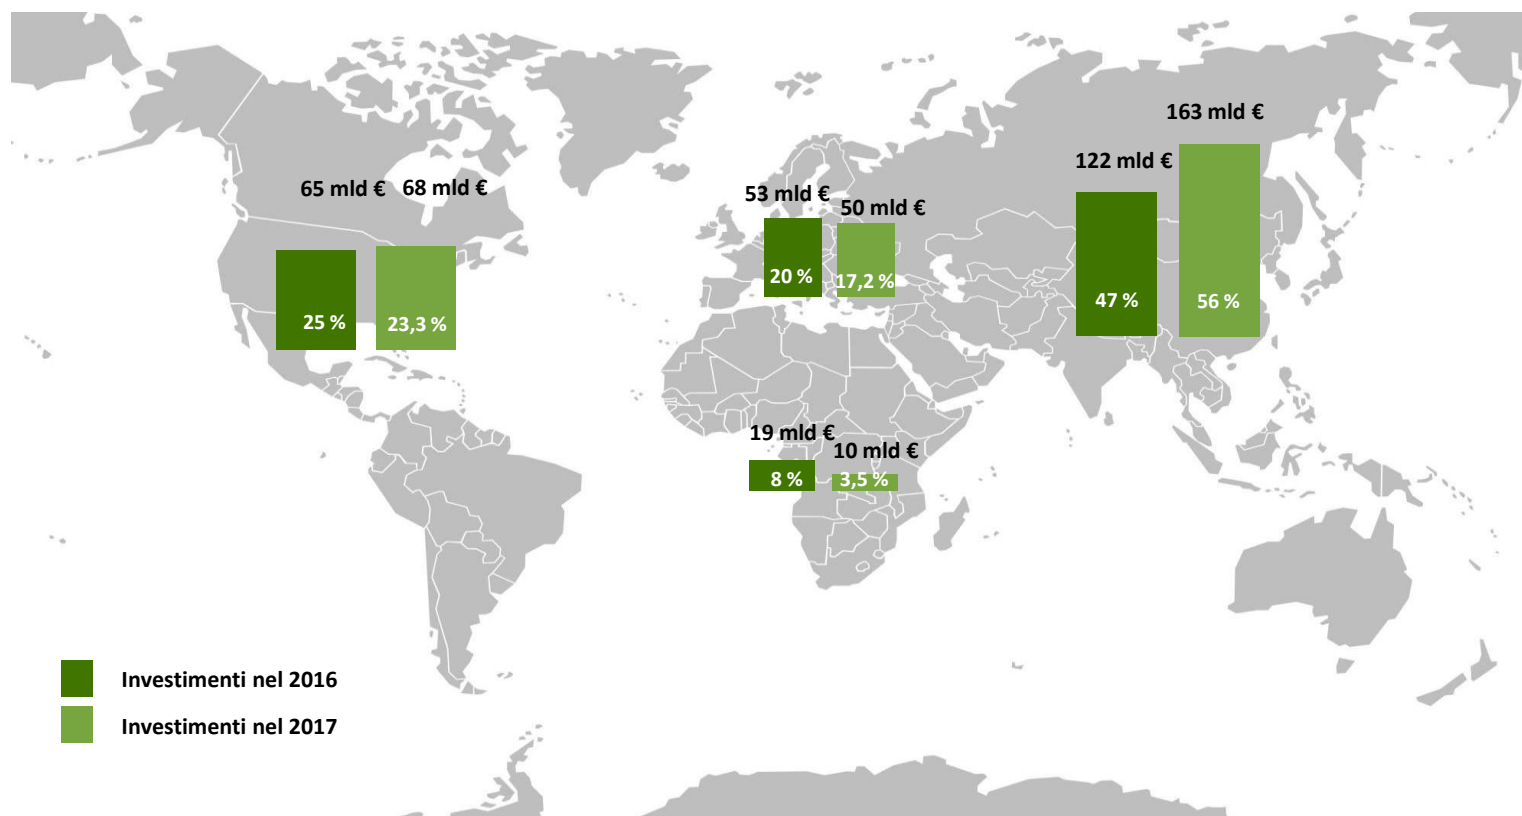 163 mld €
122 mld €
65 mld € 68 mld €
53 mld €
50 mld €
20 %
17,2 %
47 %
56 %
25 %
23,3 %
19 mld €
10 mld €
8 %
3,5 %
Investimenti nel 2016
Investimenti nel 2017